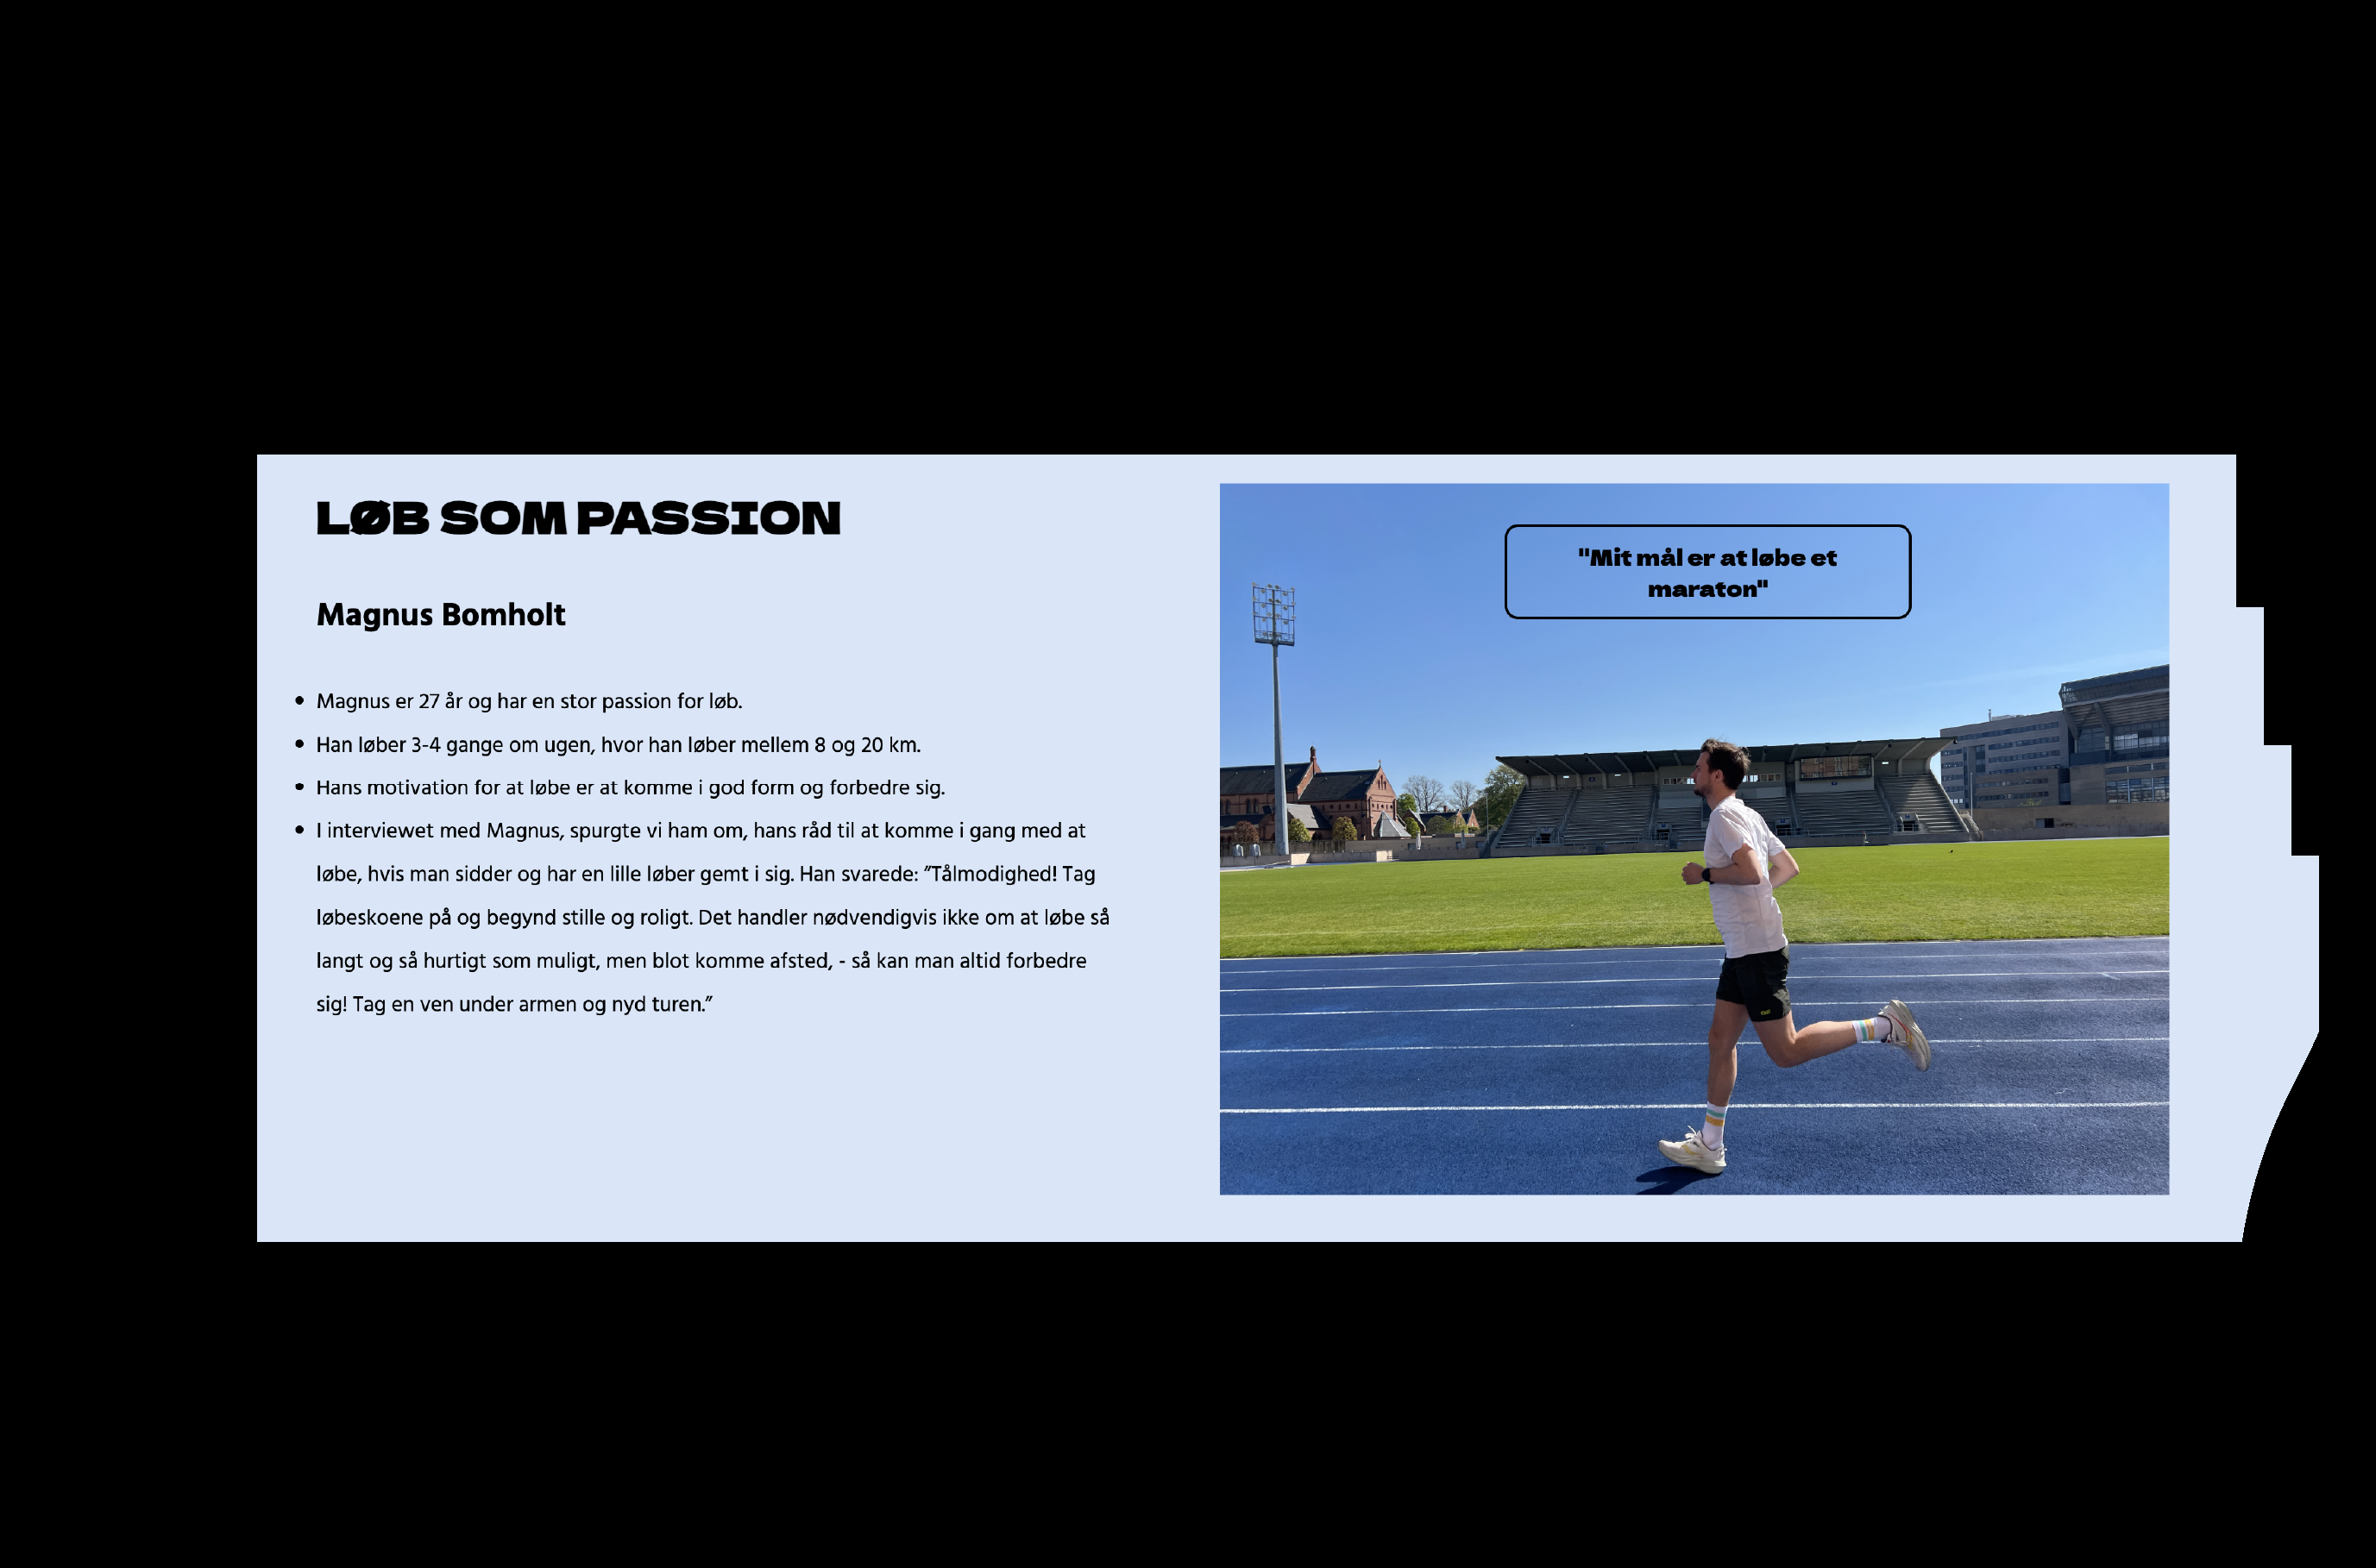 LØB SOM PASSION
Magnus Bomholt
• Magnus er 27 år og har en stor passion for løb.
• Han løber 3-4 gange om ugen, hvor han løber mellem 8 og 20 km.
• Hans motivation for at løbe er at komme i god form og forbedre sig.
• I interviewet med Magnus, spurgte vi ham om, hans råd til at komme i gang med at
løbe, hvis man sidder og har en lille løber gemt i sig. Han svarede: ”Tålmodighed! Tag
løbeskoene på og begynd stille og roligt. Det handler nødvendigvis ikke om at løbe så
langt og så hurtigt som muligt, men blot komme afsted, - så kan man altid forbedre
sig! Tag en ven under armen og nyd turen.”
"Mit mål er at løbe et
maraton"